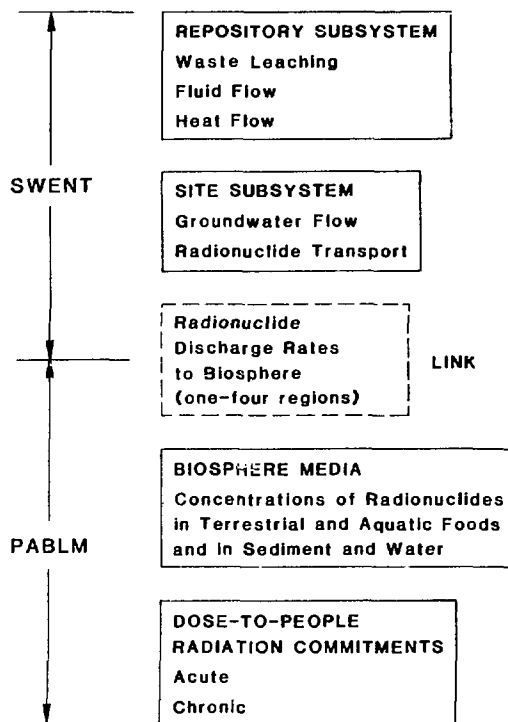 REPOSITORY SUBSYSTEM
Waste Leaching
Fluid Flow
Heat Flow
SWENT
SITE SUBSYSTEM
Groundwater Flow
Radionuclide Transport
Radionuclide
Discharge Rates
to Biosphere
(one-four regions)
LINK
BIOSPHERE MEDIA
Concentrations of Radionuclides
in Terrestrial and Aquatic Foods
and in Sediment and Water
PABLM
DOSE-TO-PEOPLE
RADIATION COMMITMENTS
Acute
Chronic